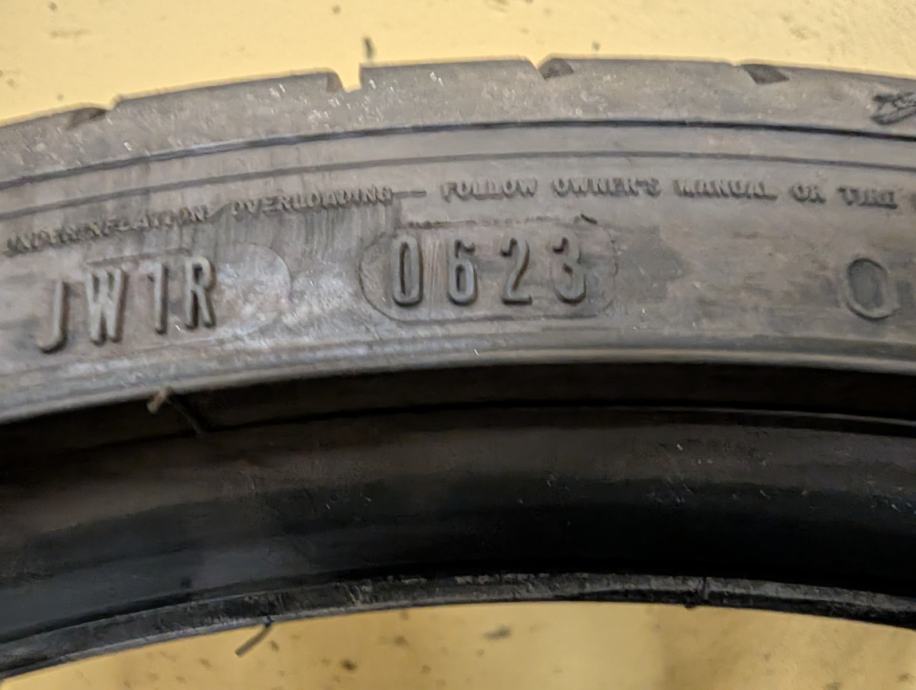 UNDERINFLATION/OVERLOADING — FOLLOW OWNER'S MANUAL OR TIRE
JW1R 0623 O